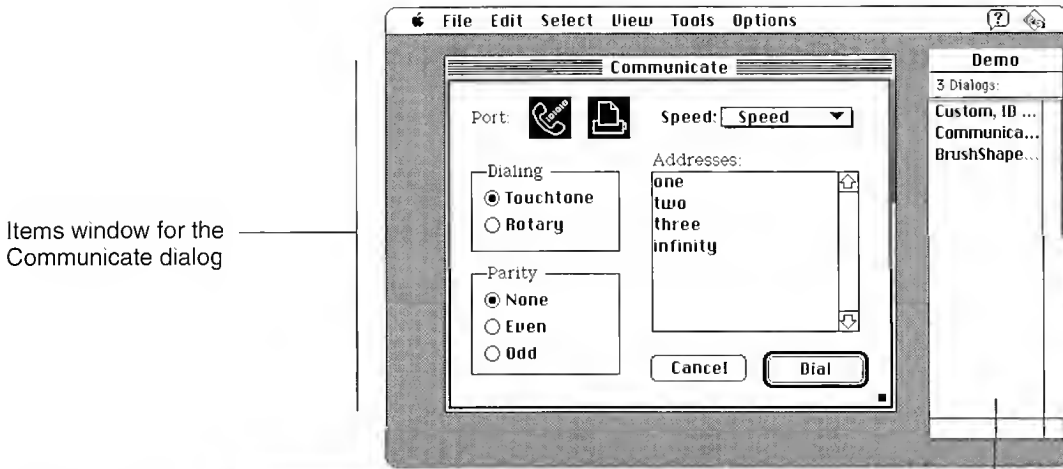 File Edit Select View Tools Options
Communicate
Demo
3 Dialogs:
Custom, ID ...
Communica...
BrushShape...
Port:
Speed: Speed
Dialing
Touchtone
Rotary
Addresses:
one
two
three
infinity
Parity
None
Even
Odd
Cancel
Dial
Items window for the
Communicate dialog